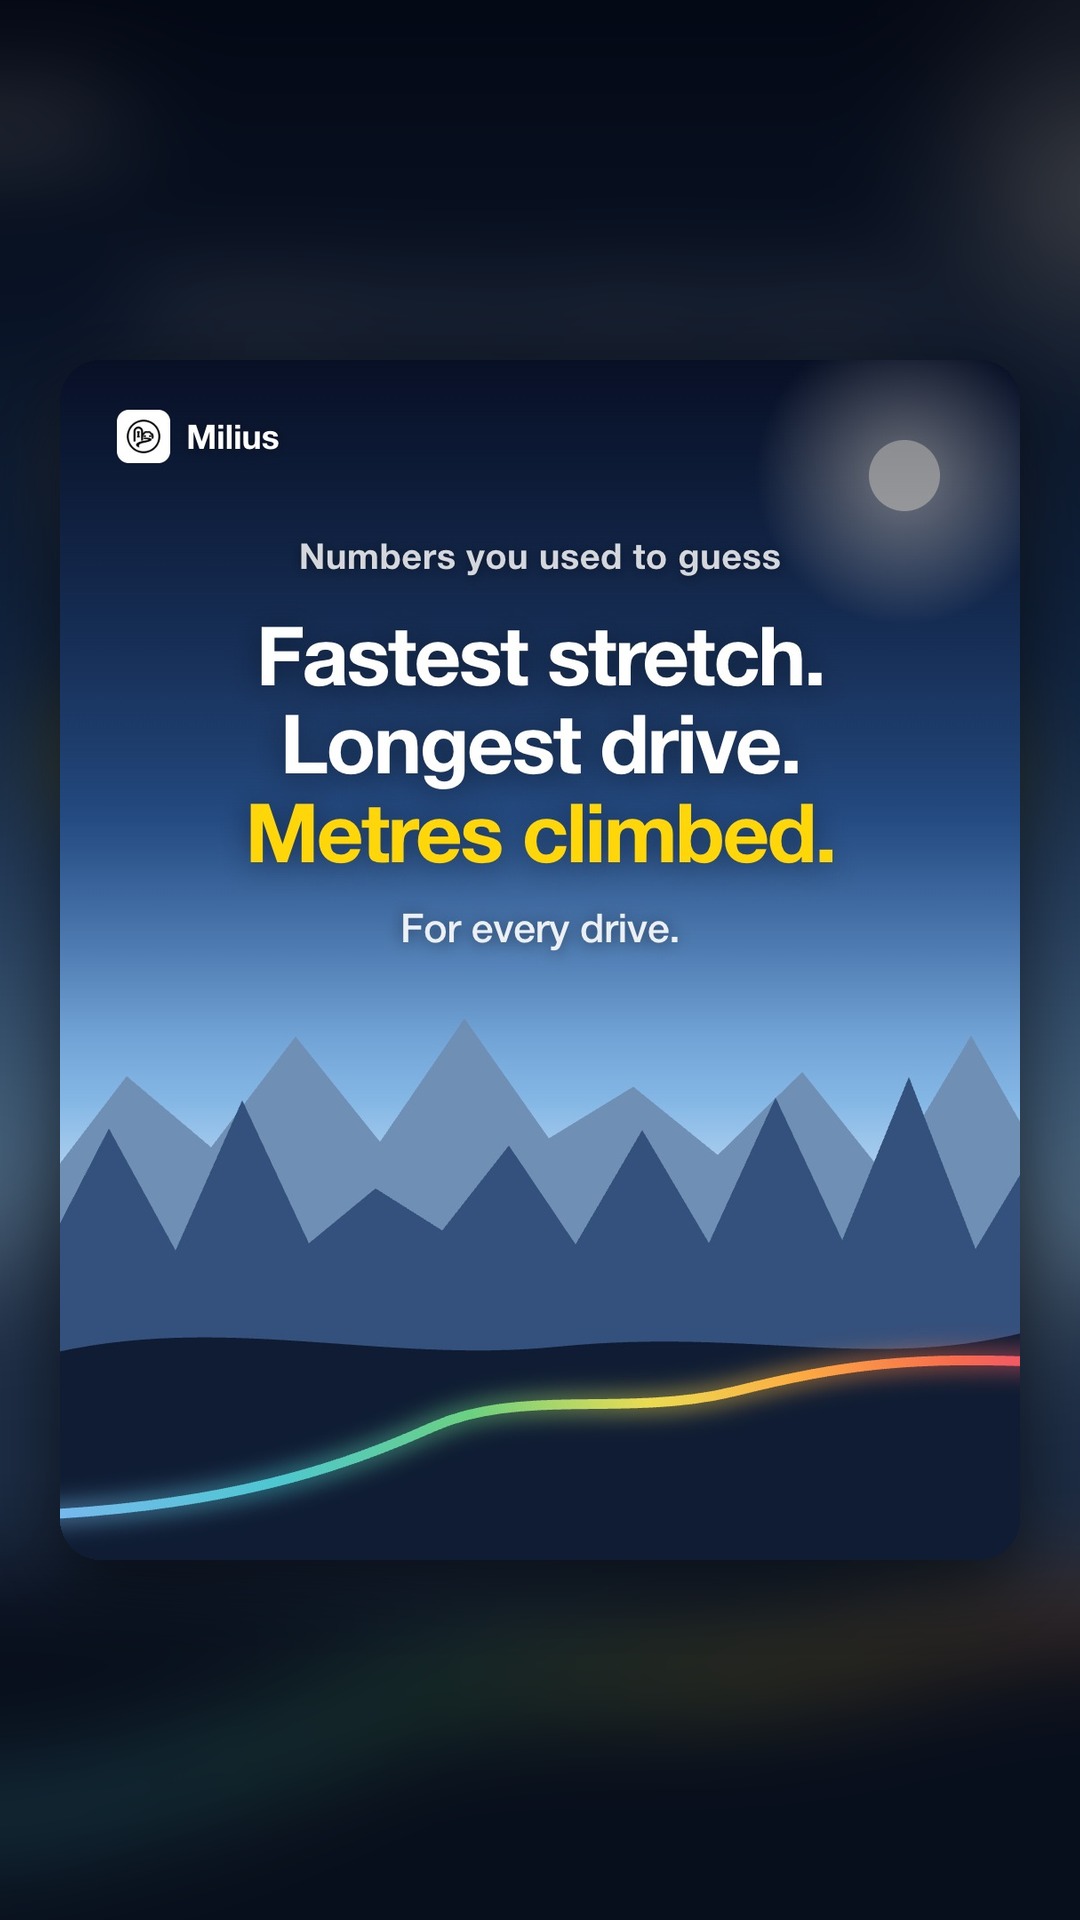 Milius
Numbers you used to guess
Fastest stretch.
Longest drive.
Metres climbed.
For every drive.